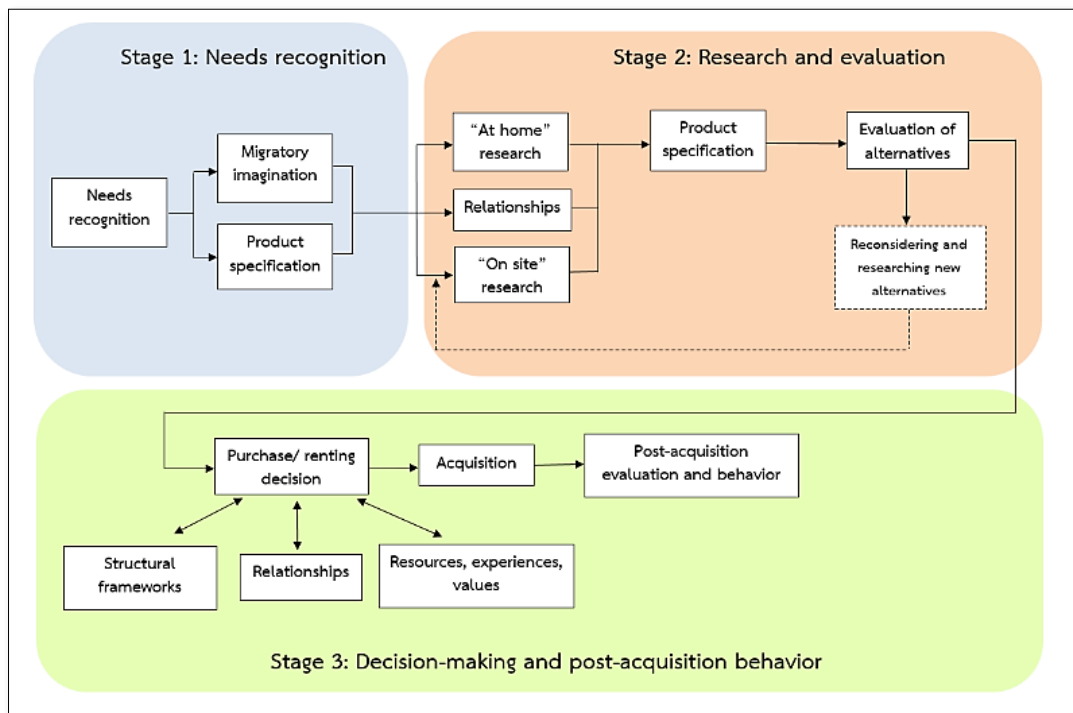 Stage 1: Needs recognition
Needs
recognition
Migratory
imagination
Product
specification
Stage 2: Research and evaluation
“At home”
research
Relationships
“On site”
research
Product
specification
Evaluation of
alternatives
Reconsidering and
researching new
alternatives
Purchase/ renting
decision
Acquisition
Post-acquisition
evaluation and behavior
Structural
frameworks
Relationships
Resources, experiences,
values
Stage 3: Decision-making and post-acquisition behavior